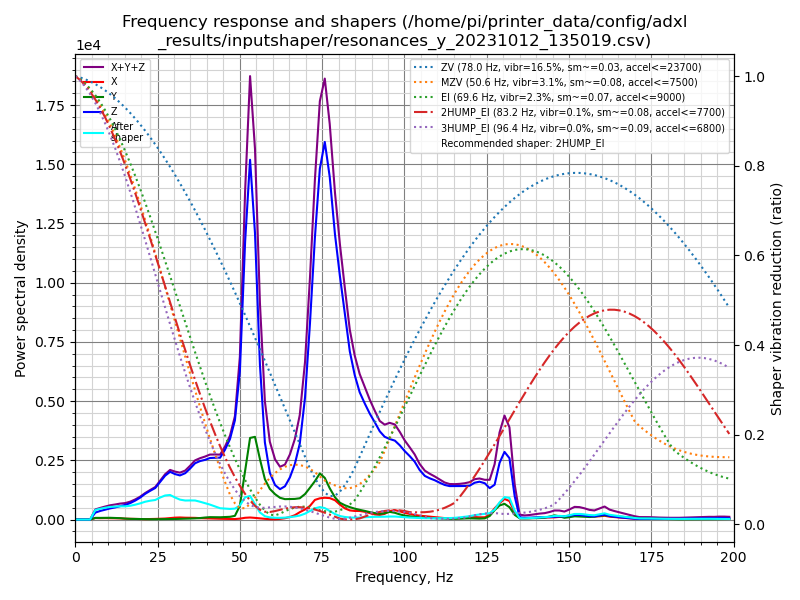 Frequency response and shapers (/home/pi/printer_data/config/adxl
_results/inputshaper/resonances_y_20231012_135019.csv)
1e4
X+Y+Z
X
Y
Z
After
shaper
ZV (78.0 Hz, vibr=16.5%, sm~=0.03, accel<=23700)
MZV (50.6 Hz, vibr=3.1%, sm~=0.08, accel<=7500)
EI (69.6 Hz, vibr=2.3%, sm~=0.07, accel<=9000)
2HUMP_EI (83.2 Hz, vibr=0.1%, sm~=0.08, accel<=7700)
3HUMP_EI (96.4 Hz, vibr=0.0%, sm~=0.09, accel<=6800)
Recommended shaper: 2HUMP_EI
Power spectral density
1.75
1.50
1.25
1.00
0.75
0.50
0.25
0.00
1.0
0.8
0.6
0.4
0.2
0.0
Shaper vibration reduction (ratio)
0 25 50 75 100 125 150 175 200
Frequency, Hz